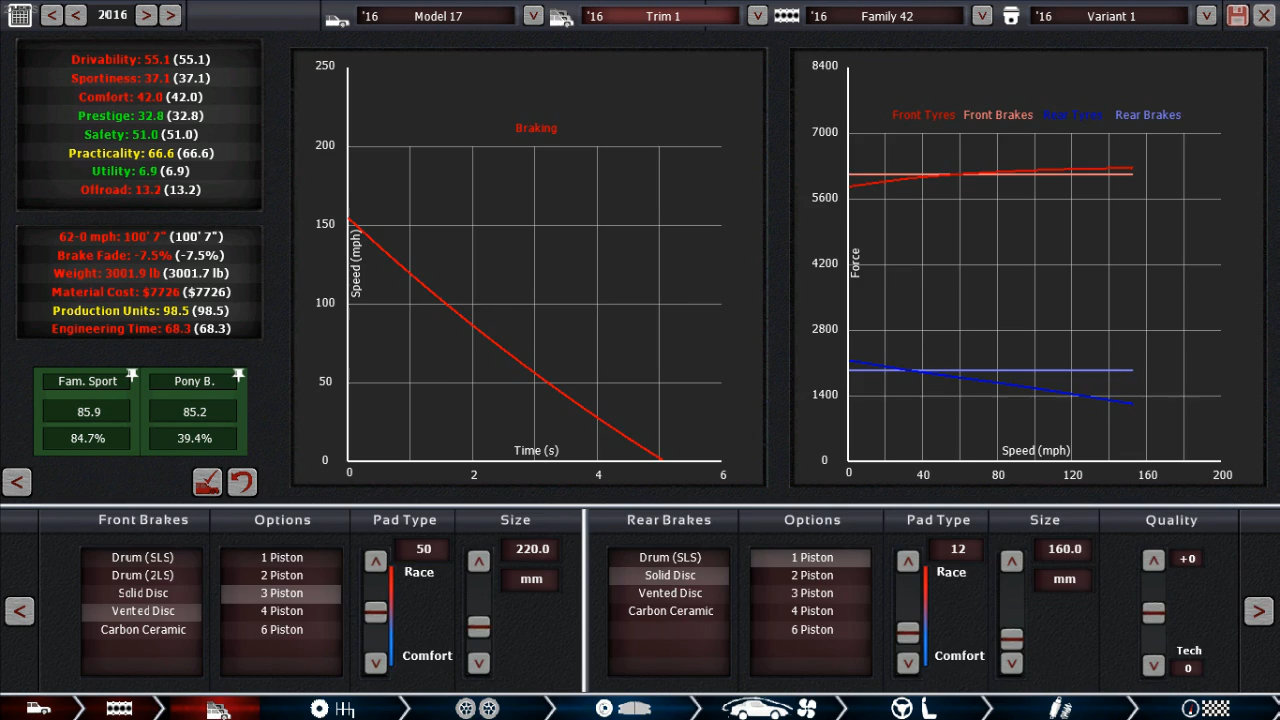 2016
'16 Model 17
'16 Trim 1
'16 Family 42
'16 Variant 1
Drivability: 55.1 (55.1)
Sportiness: 37.1 (37.1)
Comfort: 42.0 (42.0)
Prestige: 32.8 (32.8)
Safety: 51.0 (51.0)
Practicality: 66.6 (66.6)
Utility: 6.9 (6.9)
Offroad: 13.2 (13.2)
62-0 mph: 100' 7" (100' 7")
Brake Fade: -7.5% (-7.5%)
Weight: 3001.9 lb (3001.7 lb)
Material Cost: $7726 ($7726)
Production Units: 98.5 (98.5)
Engineering Time: 68.3 (68.3)
Fam. Sport Pony B.
85.9 85.2
84.7% 39.4%
250
200
150
100
50
0
Braking
Speed (mph)
Time (s)
0 2 4 6
8400
7000
5600
4200
2800
1400
0
Front Tyres Front Brakes Rear Tyres Rear Brakes
Force
Speed (mph)
0 40 80 120 160 200
Front Brakes Options Pad Type Size
Drum (SLS)
Drum (2LS)
Solid Disc
Vented Disc
Carbon Ceramic
1 Piston
2 Piston
3 Piston
4 Piston
6 Piston
50
Race
Comfort
220.0
mm
Rear Brakes Options Pad Type Size Quality
Drum (SLS)
Solid Disc
Vented Disc
Carbon Ceramic
1 Piston
2 Piston
3 Piston
4 Piston
6 Piston
12
Race
Comfort
160.0
mm
+0
Tech
0